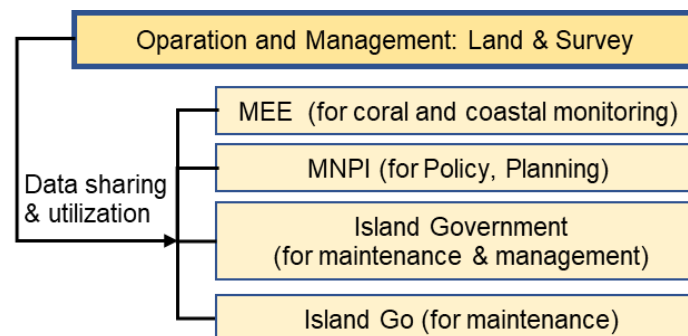 Oparation and Management: Land & Survey
MEE (for coral and coastal monitoring)
MNPI (for Policy, Planning)
Data sharing
& utilization
Island Government
(for maintenance & management)
Island Go (for maintenance)